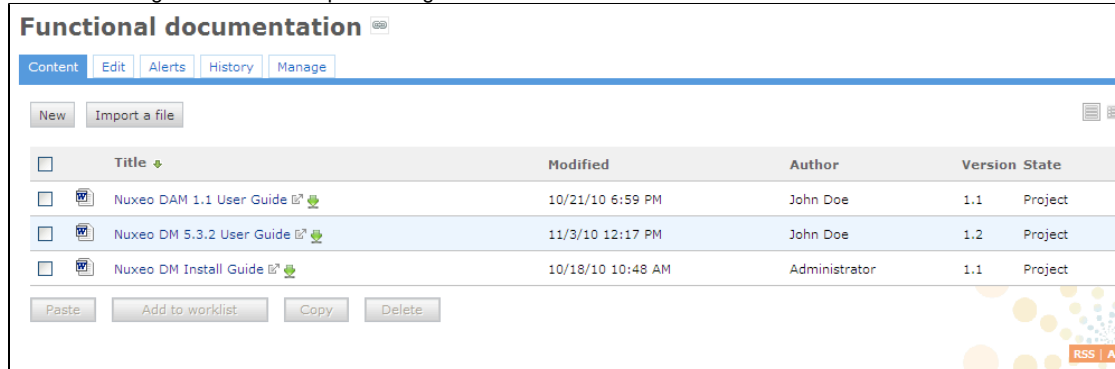 Functional documentation
Content Edit Alerts History Manage
New Import a file
Title Modified Author Version State
Nuxeo DAM 1.1 User Guide 10/21/10 6:59 PM John Doe 1.1 Project
Nuxeo DM 5.3.2 User Guide 11/3/10 12:17 PM John Doe 1.2 Project
Nuxeo DM Install Guide 10/18/10 10:48 AM Administrator 1.1 Project
Paste Add to worklist Copy Delete
RSS | A